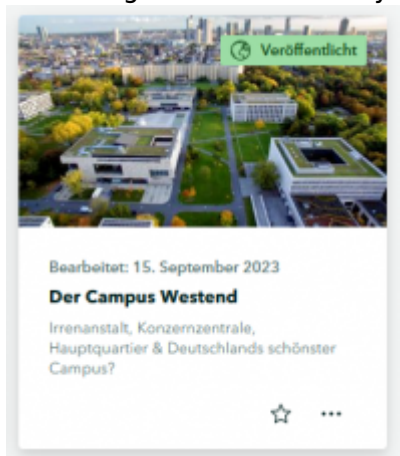 Veröffentlicht
Bearbeitet: 15. September 2023
Der Campus Westend
Irrenanstalt, Konzernzentrale,
Hauptquartier & Deutschlands schönster
Campus?